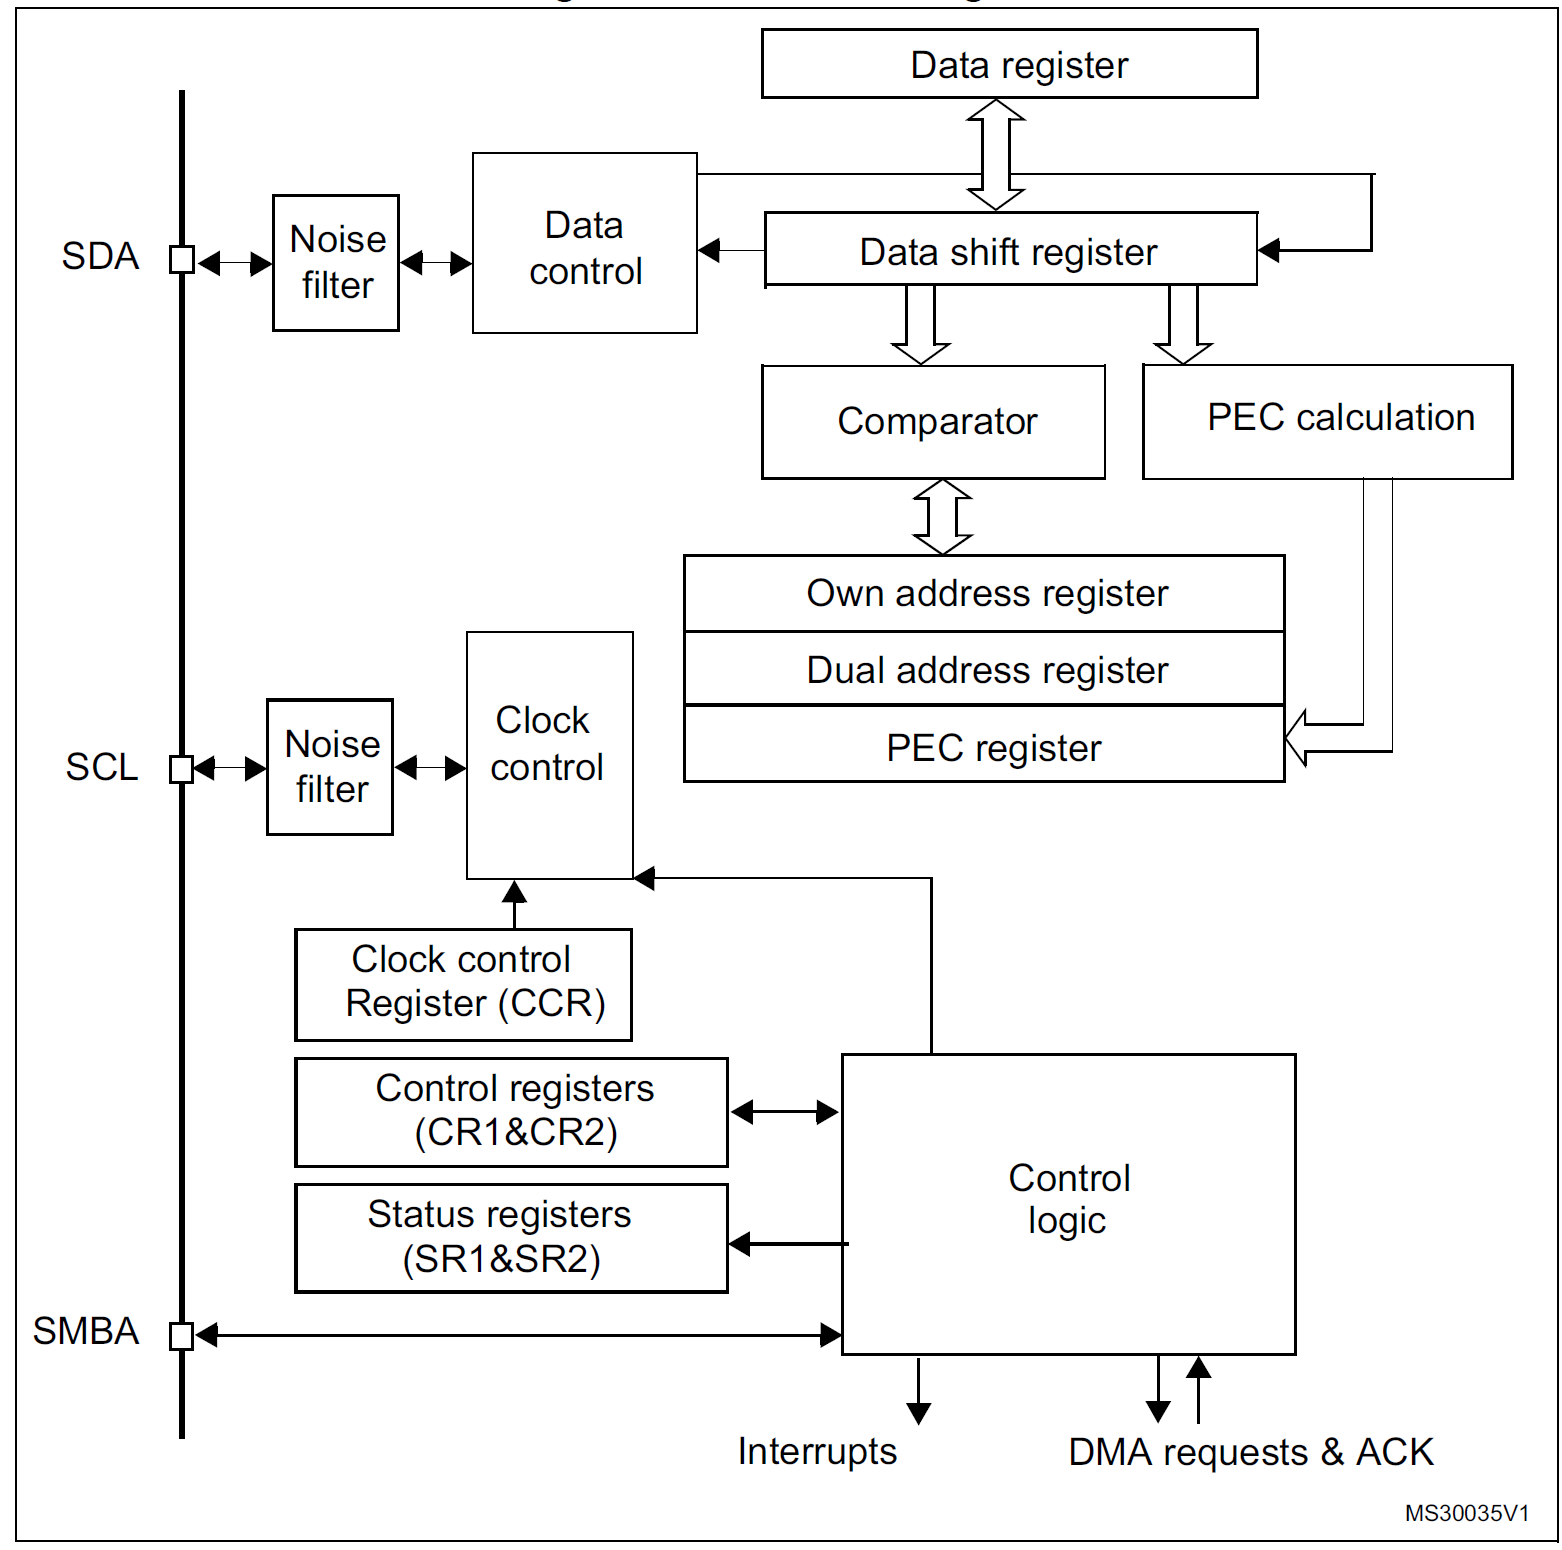 Data register
SDA
Noise
filter
Data
control
Data shift register
Comparator
PEC calculation
Own address register
Dual address register
PEC register
SCL
Noise
filter
Clock
control
Clock control
Register (CCR)
Control registers
(CR1&CR2)
Status registers
(SR1&SR2)
Control
logic
SMBA
Interrupts
DMA requests & ACK
MS30035V1